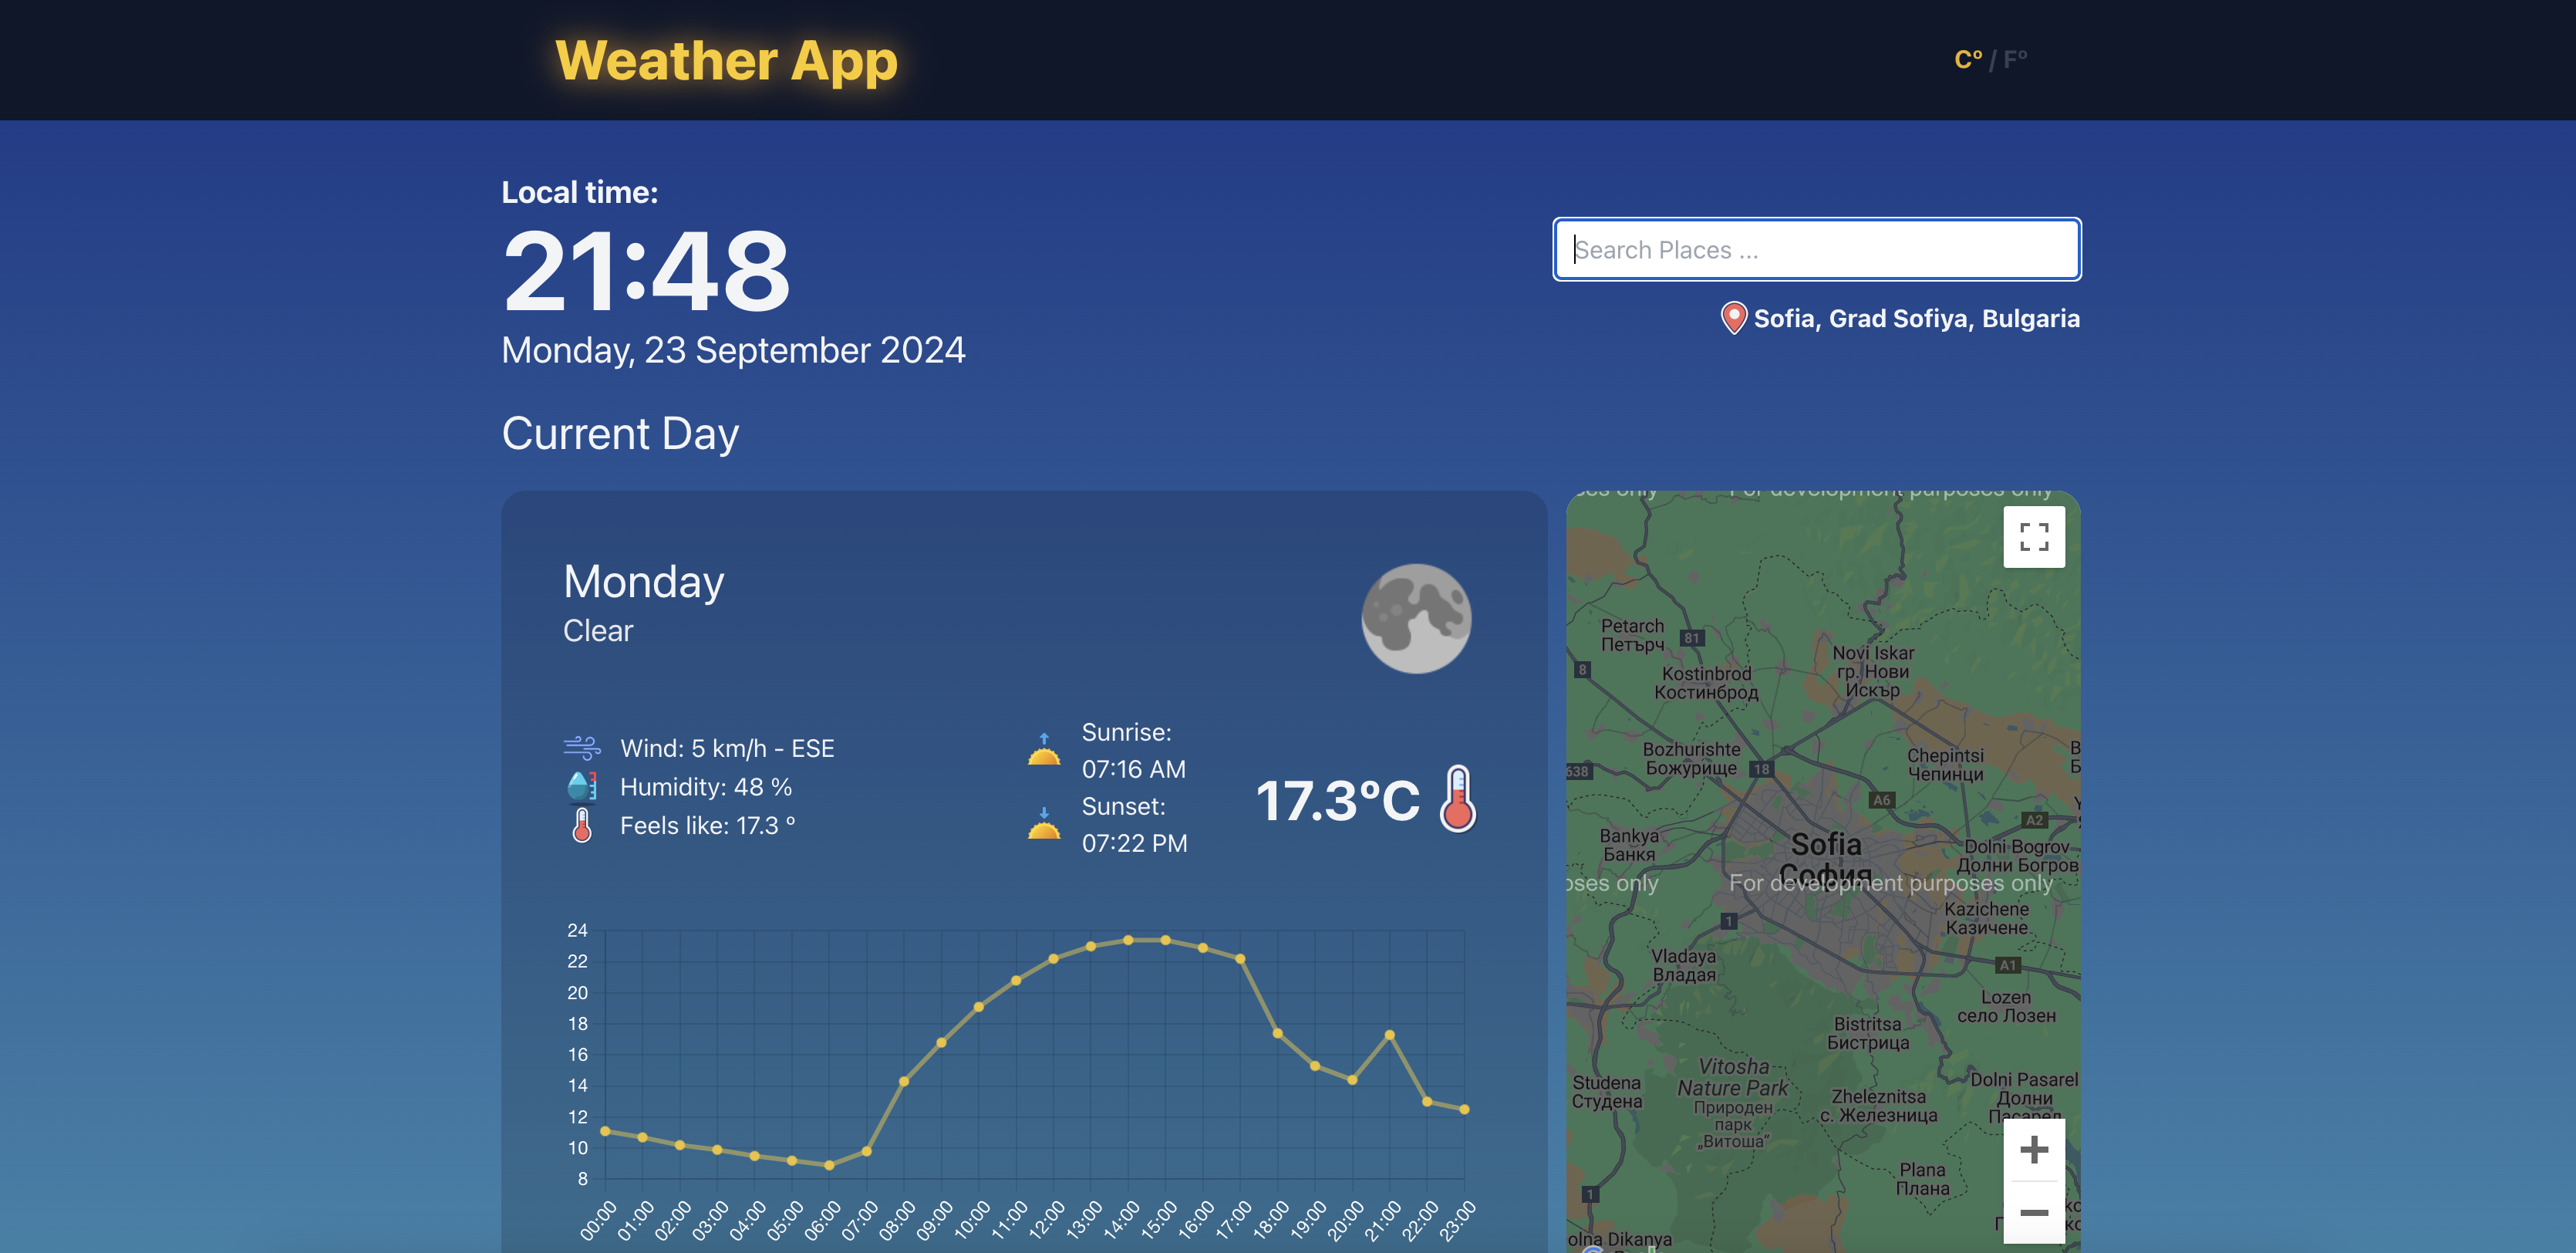 Weather App
Cº / Fº
Local time:
21:48
Monday, 23 September 2024
Search Places ...
Sofia, Grad Sofiya, Bulgaria
Current Day
Monday
Clear
Wind: 5 km/h - ESE
Humidity: 48 %
Feels like: 17.3 º
Sunrise:
07:16 AM
Sunset:
07:22 PM
17.3ºC
24
22
20
18
16
14
12
10
8
00:00 01:00 02:00 03:00 04:00 05:00 06:00 07:00 08:00 09:00 10:00 11:00 12:00 13:00 14:00 15:00 16:00 17:00 18:00 19:00 20:00 21:00 22:00 23:00
only For development purposes only
Petarch
Петърч
81
8
Novi Iskar
гр. Нови
Искър
Kostinbrod
Костинброд
Bozhurishte
Божурище
638
18
Chepintsi
Чепинци
A6
A2
Bankya
Банкя
Sofia
София
Dolni Bogrov
Долни Богров
only For development purposes only
1
Kazichene
Казичене
Vladaya
Владая
A1
Lozen
село Лозен
Bistritsa
Бистрица
Vitosha
Nature Park
Природен
парк
„Витоша“
Studena
Студена
Zheleznitsa
с. Железница
Dolni Pasarel
Долни
Пасарел
Plana
Плана
1
Dikanya